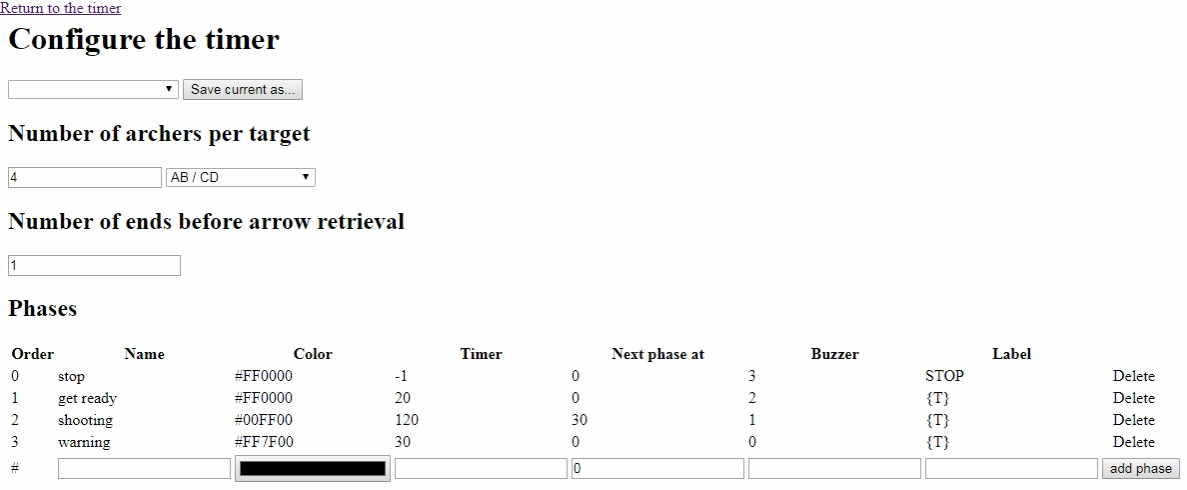 Return to the timer
Configure the timer
Save current as...
Number of archers per target
4 AB / CD
Number of ends before arrow retrieval
1
Phases
Order Name Color Timer Next phase at Buzzer Label
0 stop #FF0000 -1 0 3 STOP Delete
1 get ready #FF0000 20 0 2 {T} Delete
2 shooting #00FF00 120 30 1 {T} Delete
3 warning #FF7F00 30 0 0 {T} Delete
# 0 add phase